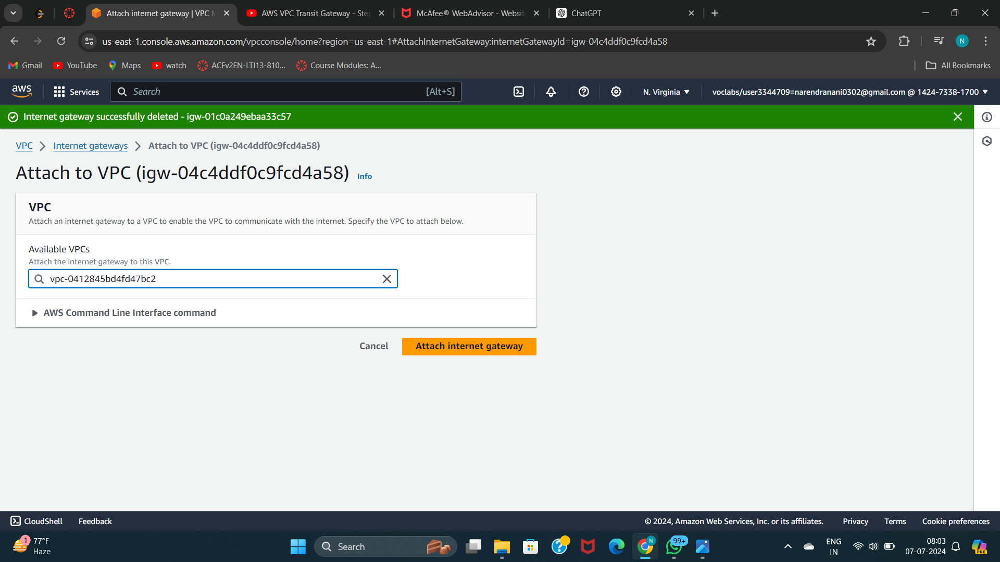 Attach internet gateway | VPC M
AWS VPC Transit Gateway - Step
McAfee® WebAdvisor - Websit
ChatGPT
us-east-1.console.aws.amazon.com/vpcconsole/home?region=us-east-1#AttachInternetGateway:internetGatewayId=igw-04c4ddf0c9fcd4a58
N
Gmail
YouTube
Maps
watch
ACFv2EN-LTI13-810...
Course Modules: A...
All Bookmarks
aws
Services
Search
[Alt+S]
N. Virginia
voclabs/user3344709=narendranani0302@gmail.com @ 1424-7338-1700
Internet gateway successfully deleted - igw-01c0a249ebaa33c57
VPC
Internet gateways
Attach to VPC (igw-04c4ddf0c9fcd4a58)
Attach to VPC (igw-04c4ddf0c9fcd4a58) Info
VPC
Attach an internet gateway to a VPC to enable the VPC to communicate with the internet. Specify the VPC to attach below.
Available VPCs
Attach the internet gateway to this VPC.
vpc-0412845bd4fd47bc2
AWS Command Line Interface command
Cancel
Attach internet gateway
CloudShell
Feedback
© 2024, Amazon Web Services, Inc. or its affiliates.
Privacy
Terms
Cookie preferences
1
77°F
Haze
Search
N
99+
ENG
IN
08:03
07-07-2024
PRE